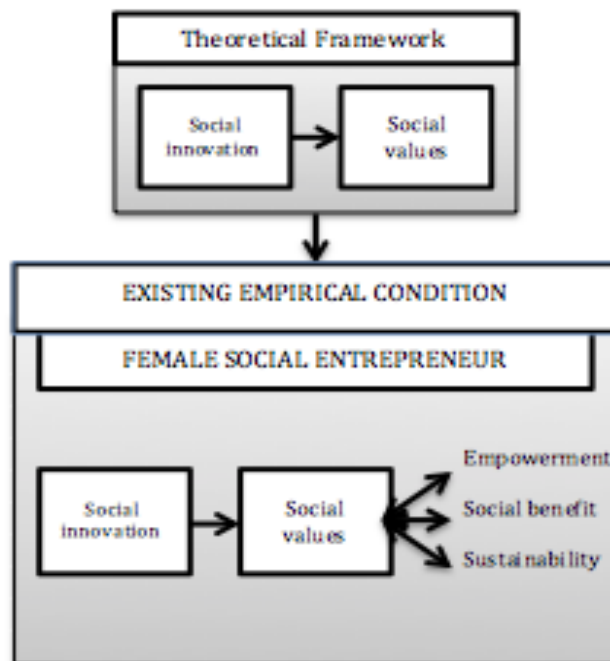 Theoretical Framework
Social
innovation
Social
values
EXISTING EMPIRICAL CONDITION
FEMALE SOCIAL ENTREPRENEUR
Social
innovation
Social
values
Empowerment
Social benefit
Sustainability